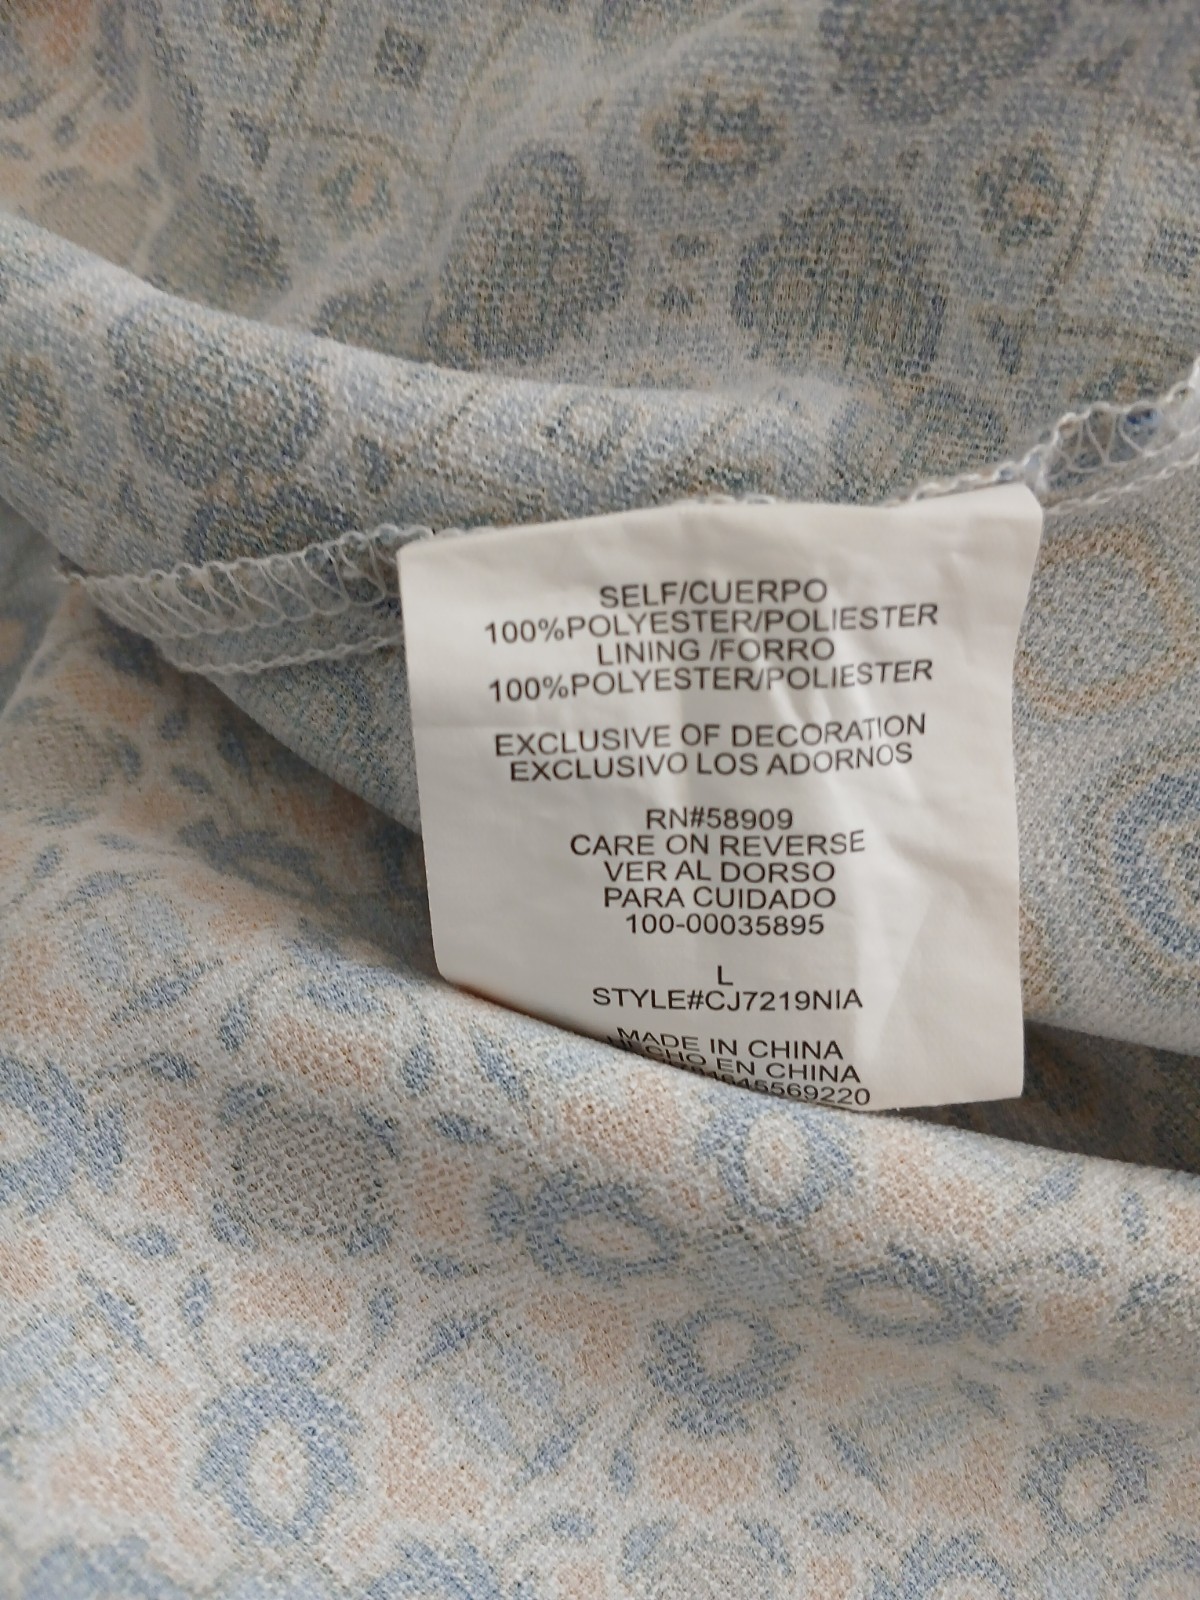 SELF/CUERPO
100%POLYESTER/POLIESTER
LINING /FORRO
100%POLYESTER/POLIESTER
EXCLUSIVE OF DECORATION
EXCLUSIVO LOS ADORNOS
RN#58909
CARE ON REVERSE
VER AL DORSO
PARA CUIDADO
100-00035895
L
STYLE#CJ7219NIA
MADE IN CHINA
HECHO EN CHINA